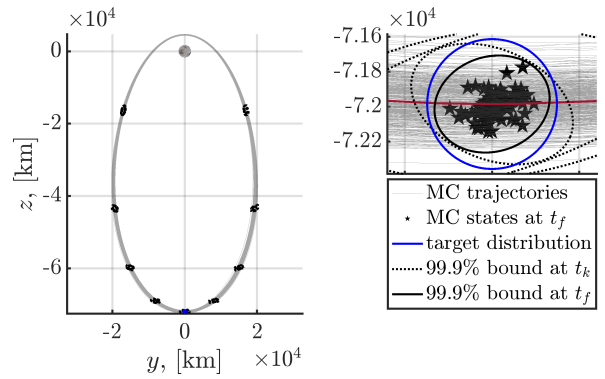 ×10⁴
0
-2
-4
-6
z, [km]
-2 0 2
×10⁴
y, [km]
×10⁴
-7.16
-7.18
-7.2
-7.22
MC trajectories
MC states at t_f
target distribution
99.9% bound at t_k
99.9% bound at t_f